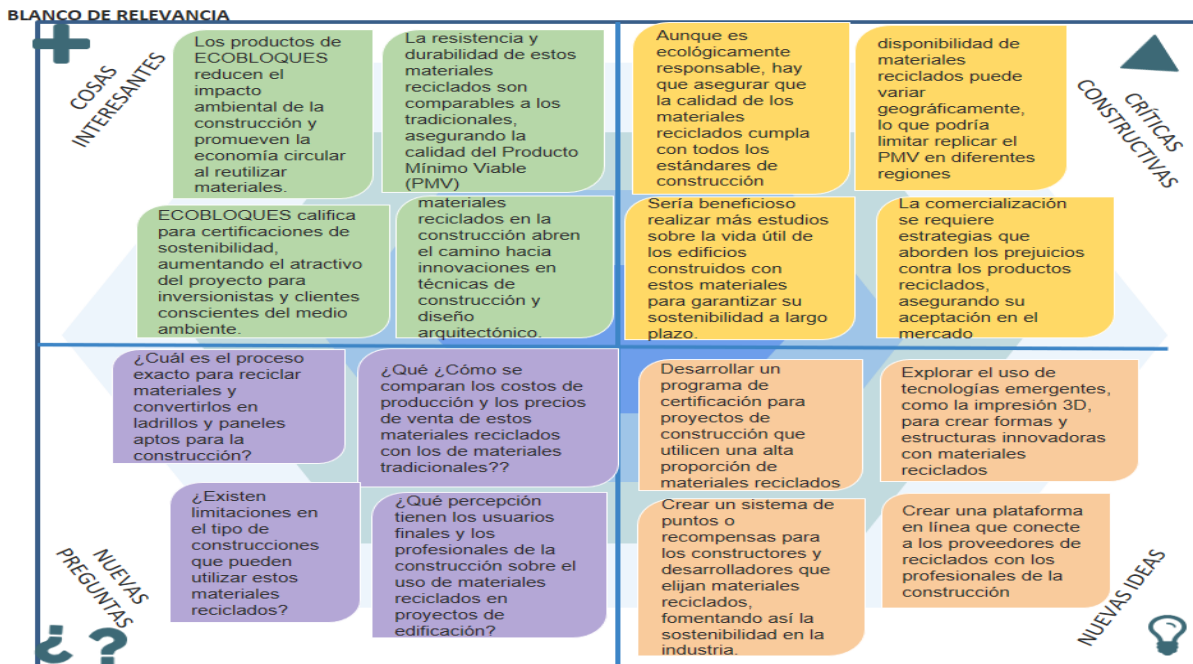 BLANCO DE RELEVANCIA
COSAS
INTERESANTES
Los productos de
ECOBLOQUES
reducen el
impacto
ambiental de la
construcción y
promueven la
economía circular
al reutilizar
materiales.
La resistencia y
durabilidad de estos
materiales
reciclados son
comparables a los
tradicionales,
asegurando la
calidad del Producto
Mínimo Viable
(PMV)
ECOBLOQUES califica
para certificaciones de
sostenibilidad,
aumentando el atractivo
del proyecto para
inversionistas y clientes
conscientes del medio
ambiente.
materiales
reciclados en la
construcción abren
el camino hacia
innovaciones en
técnicas de
construcción y
diseño
arquitectónico.
CRÍTICAS
CONSTRUCTIVAS
Aunque es
ecológicamente
responsable, hay
que asegurar que
la calidad de los
materiales
reciclados cumpla
con todos los
estándares de
construcción
disponibilidad de
materiales
reciclados puede
variar
geográficamente,
lo que podría
limitar replicar el
PMV en diferentes
regiones
Sería beneficioso
realizar más estudios
sobre la vida útil de
los edificios
construidos con
estos materiales
para garantizar su
sostenibilidad a largo
plazo.
La comercialización
se requiere
estrategias que
aborden los prejuicios
contra los productos
reciclados,
asegurando su
aceptación en el
mercado
¿Cuál es el proceso
exacto para reciclar
materiales y
convertirlos en
ladrillos y paneles
aptos para la
construcción?
¿Qué ¿Cómo se
comparan los costos de
producción y los precios
de venta de estos
materiales reciclados
con los de materiales
tradicionales??
¿Existen
limitaciones en
el tipo de
construcciones
que pueden
utilizar estos
materiales
reciclados?
¿Qué percepción
tienen los usuarios
finales y los
profesionales de la
construcción sobre el
uso de materiales
reciclados en
proyectos de
edificación?
NUEVAS
PREGUNTAS
¿ ?
Desarrollar un
programa de
certificación para
proyectos de
construcción que
utilicen una alta
proporción de
materiales reciclados
Explorar el uso de
tecnologías emergentes,
como la impresión 3D,
para crear formas y
estructuras innovadoras
con materiales
reciclados
Crear un sistema de
puntos o
recompensas para
los constructores y
desarrolladores que
elijan materiales
reciclados,
fomentando así la
sostenibilidad en la
industria.
Crear una plataforma
en línea que conecte
a los proveedores de
reciclados con los
profesionales de la
construcción
NUEVAS IDEAS